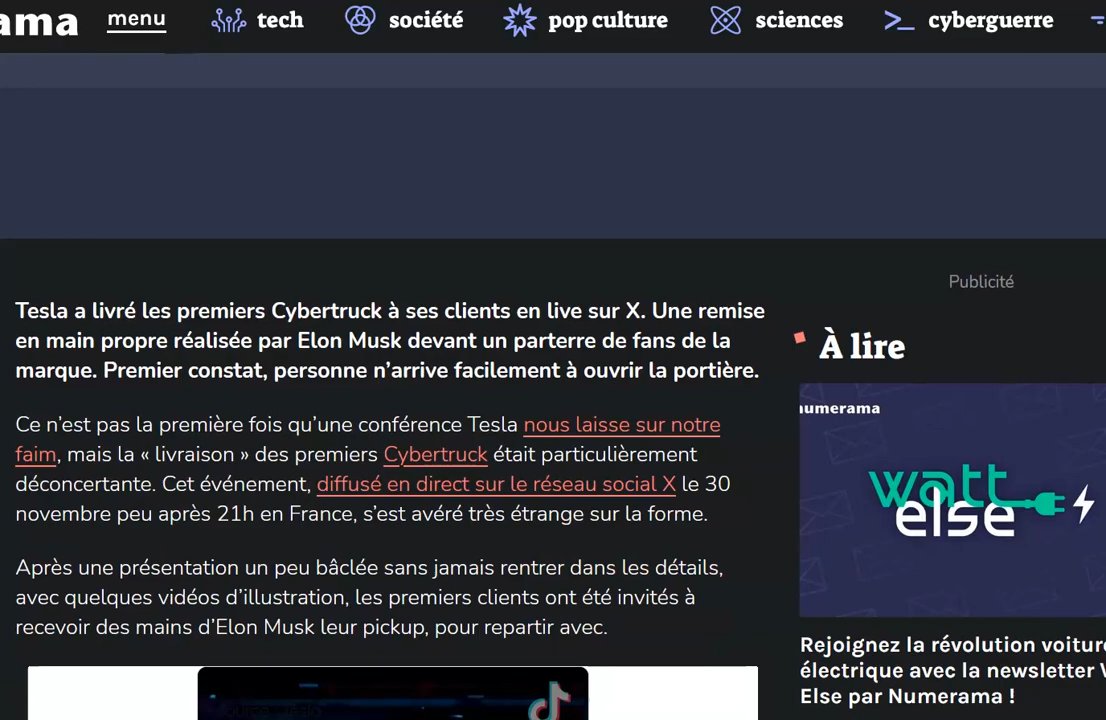 ama menu tech société pop culture sciences cyberguerre
Publicité
Tesla a livré les premiers Cybertruck à ses clients en live sur X. Une remise
en main propre réalisée par Elon Musk devant un parterre de fans de la
marque. Premier constat, personne n’arrive facilement à ouvrir la portière.
Ce n’est pas la première fois qu’une conférence Tesla nous laisse sur notre
faim, mais la « livraison » des premiers Cybertruck était particulièrement
déconcertante. Cet événement, diffusé en direct sur le réseau social X le 30
novembre peu après 21h en France, s’est avéré très étrange sur la forme.
Après une présentation un peu bâclée sans jamais rentrer dans les détails,
avec quelques vidéos d’illustration, les premiers clients ont été invités à
recevoir des mains d’Elon Musk leur pickup, pour repartir avec.
À lire
numerama
watt
else
Rejoignez la révolution voiture
électrique avec la newsletter W
Else par Numerama !